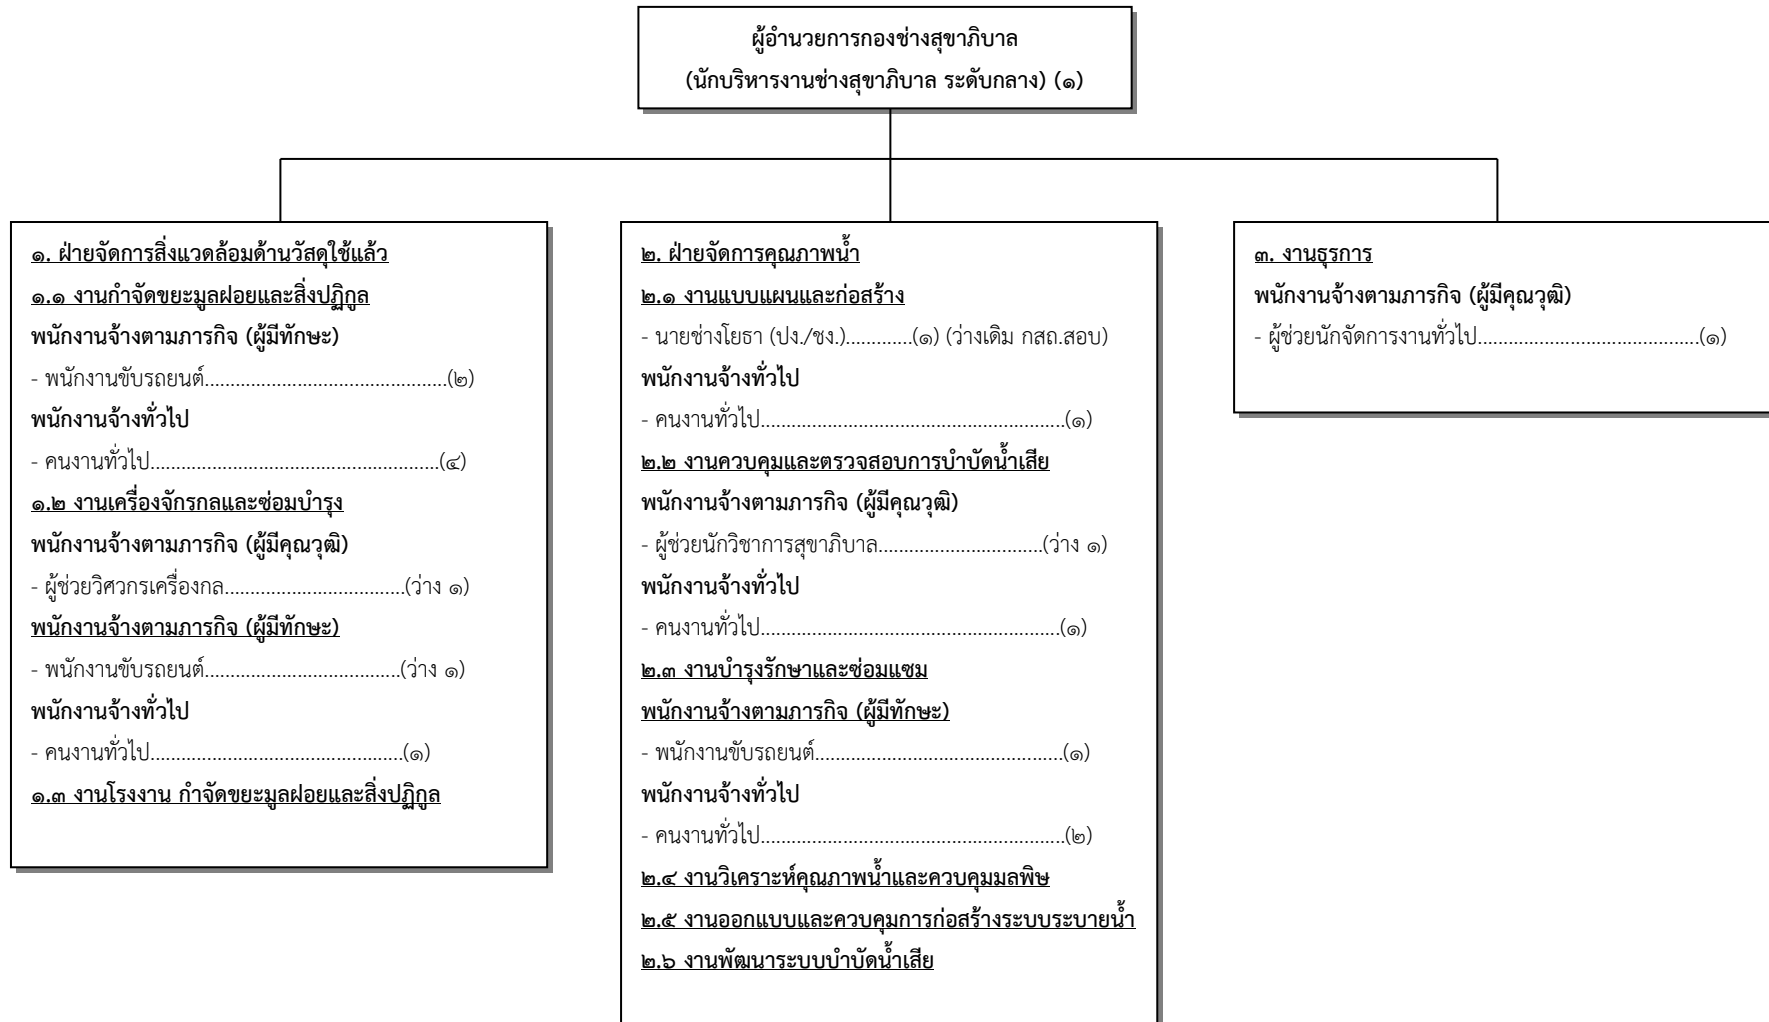 ผู้อำนวยการกองช่างสุขาภิบาล
(นักบริหารงานช่างสุขาภิบาล ระดับกลาง) (๑)
๑. ฝ่ายจัดการสิ่งแวดล้อมด้านวัสดุใช้แล้ว
๑.๑ งานกำจัดขยะมูลฝอยและสิ่งปฏิกูล
พนักงานจ้างตามภารกิจ (ผู้มีทักษะ)
- พนักงานขับรถยนต์...............................................(๒)
พนักงานจ้างทั่วไป
- คนงานทั่วไป........................................................(๔)
๑.๒ งานเครื่องจักรกลและซ่อมบำรุง
พนักงานจ้างตามภารกิจ (ผู้มีคุณวุฒิ)
- ผู้ช่วยวิศวกรเครื่องกล...................................(ว่าง ๑)
พนักงานจ้างตามภารกิจ (ผู้มีทักษะ)
- พนักงานขับรถยนต์......................................(ว่าง ๑)
พนักงานจ้างทั่วไป
- คนงานทั่วไป.................................................(๑)
๑.๓ งานโรงงาน กำจัดขยะมูลฝอยและสิ่งปฏิกูล
๒. ฝ่ายจัดการคุณภาพน้ำ
๒.๑ งานแบบแผนและก่อสร้าง
- นายช่างโยธา (ปง./ชง.).............(๑) (ว่างเดิม กสถ.สอบ)
พนักงานจ้างทั่วไป
- คนงานทั่วไป...........................................................(๑)
๒.๒ งานควบคุมและตรวจสอบการบำบัดน้ำเสีย
พนักงานจ้างตามภารกิจ (ผู้มีคุณวุฒิ)
- ผู้ช่วยนักวิชาการสุขาภิบาล................................(ว่าง ๑)
พนักงานจ้างทั่วไป
- คนงานทั่วไป..........................................................(๑)
๒.๓ งานบำรุงรักษาและซ่อมแซม
พนักงานจ้างตามภารกิจ (ผู้มีทักษะ)
- พนักงานขับรถยนต์................................................(๑)
พนักงานจ้างทั่วไป
- คนงานทั่วไป...........................................................(๒)
๒.๔ งานวิเคราะห์คุณภาพน้ำและควบคุมมลพิษ
๒.๕ งานออกแบบและควบคุมการก่อสร้างระบบระบายน้ำ
๒.๖ งานพัฒนาระบบบำบัดน้ำเสีย
๓. งานธุรการ
พนักงานจ้างตามภารกิจ (ผู้มีคุณวุฒิ)
- ผู้ช่วยนักจัดการงานทั่วไป...........................................(๑)